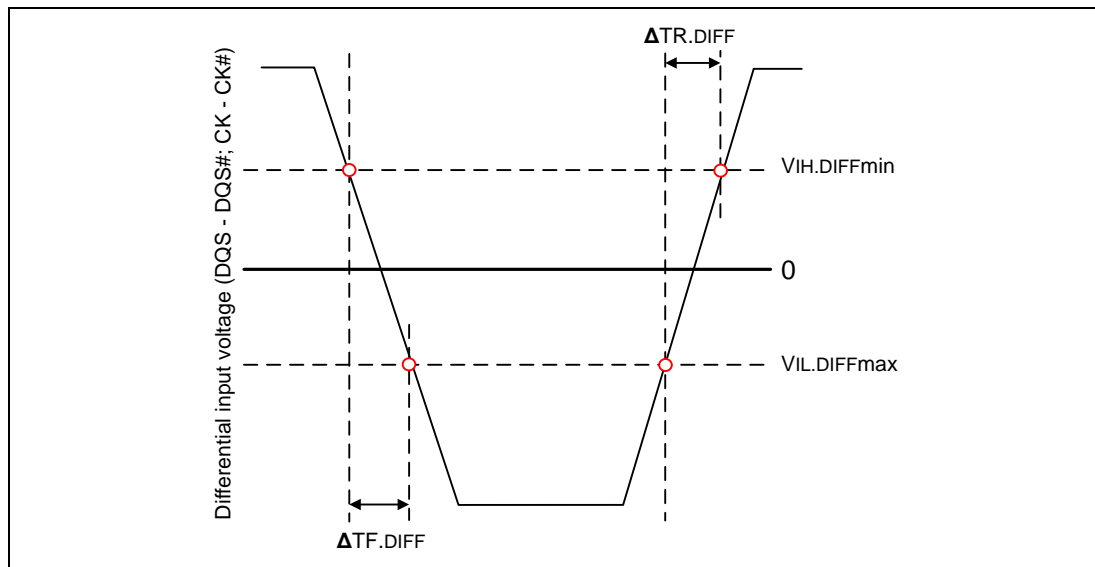 ΔTR.DIFF
Differential input voltage (DQS - DQS#; CK - CK#)
VIH.DIFFmin
0
VIL.DIFFmax
ΔTF.DIFF